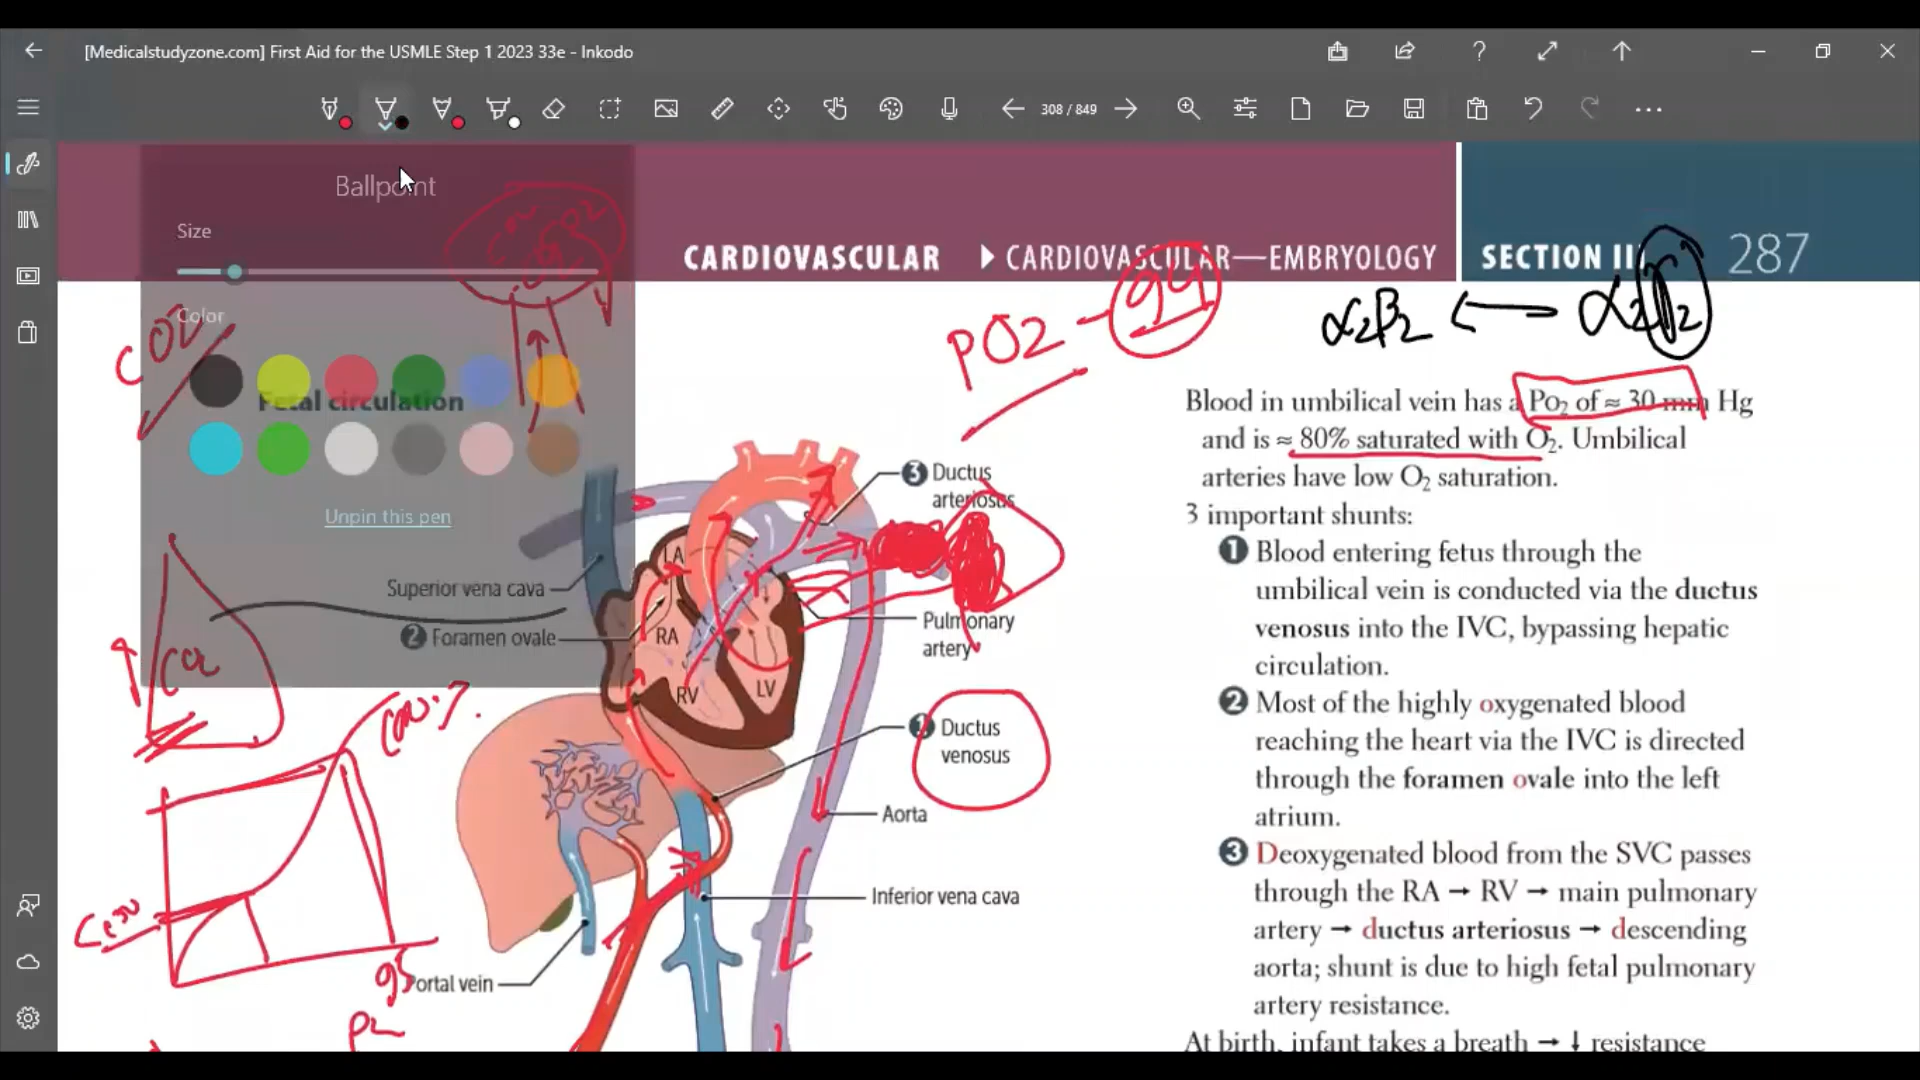 [Medicalstudyzone.com] First Aid for the USMLE Step 1 2023 33e - Inkodo
308 / 849
Ballpoint
Size
Color
Unpin this pen
CARDIOVASCULAR ▶ CARDIOVASCULAR—EMBRYOLOGY
SECTION III
287
CO2
pO2 - 94
α2β2 ⟷ α2γ2
Fetal circulation
Blood in umbilical vein has a Po2 of ≈ 30 mm Hg
and is ≈ 80% saturated with O2. Umbilical
arteries have low O2 saturation.
3 important shunts:
1 Blood entering fetus through the
umbilical vein is conducted via the ductus
venosus into the IVC, bypassing hepatic
circulation.
2 Most of the highly oxygenated blood
reaching the heart via the IVC is directed
through the foramen ovale into the left
atrium.
3 Deoxygenated blood from the SVC passes
through the RA → RV → main pulmonary
artery → ductus arteriosus → descending
aorta; shunt is due to high fetal pulmonary
artery resistance.
At birth, infant takes a breath → ↓ resistance
3 Ductus
arteriosus
LA
Superior vena cava
2 Foramen ovale
RA
Pulmonary
artery
RV
LV
1 Ductus
venosus
Aorta
Inferior vena cava
Portal vein
95